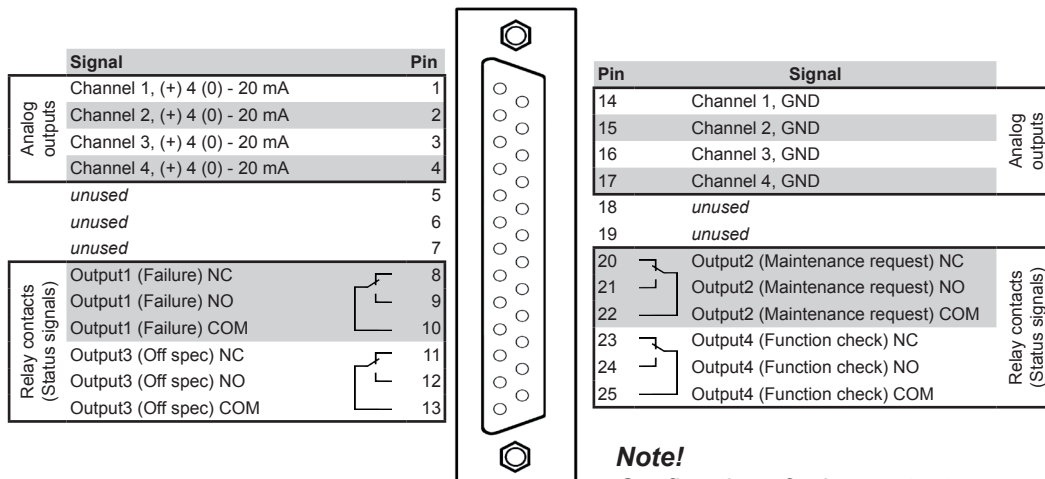 Signal Pin
Analog outputs
Channel 1, (+) 4 (0) - 20 mA 1
Channel 2, (+) 4 (0) - 20 mA 2
Channel 3, (+) 4 (0) - 20 mA 3
Channel 4, (+) 4 (0) - 20 mA 4
unused 5
unused 6
unused 7
Relay contacts
(Status signals)
Output1 (Failure) NC 8
Output1 (Failure) NO 9
Output1 (Failure) COM 10
Output3 (Off spec) NC 11
Output3 (Off spec) NO 12
Output3 (Off spec) COM 13
Pin Signal
14 Channel 1, GND
15 Channel 2, GND
16 Channel 3, GND
17 Channel 4, GND
Analog outputs
18 unused
19 unused
20 Output2 (Maintenance request) NC
21 Output2 (Maintenance request) NO
22 Output2 (Maintenance request) COM
23 Output4 (Function check) NC
24 Output4 (Function check) NO
25 Output4 (Function check) COM
Relay contacts
(Status signals)
Note!